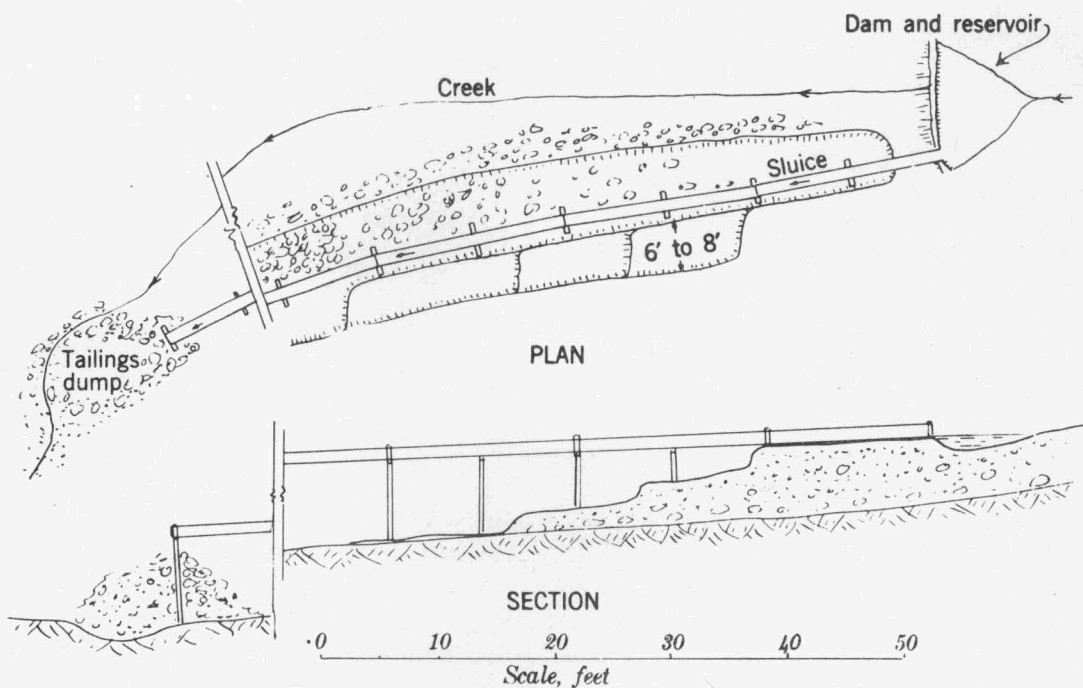 Dam and reservoir
Creek
Sluice
6' to 8'
Tailings
dump
PLAN
SECTION
0 10 20 30 40 50
Scale, feet